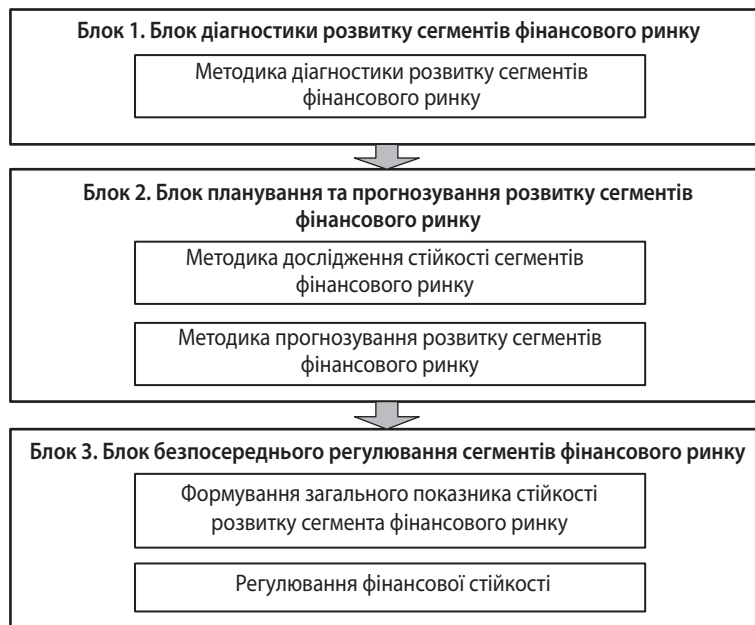 Блок 1. Блок діагностики розвитку сегментів фінансового ринку
Методика діагностики розвитку сегментів
фінансового ринку
Блок 2. Блок планування та прогнозування розвитку сегментів
фінансового ринку
Методика дослідження стійкості сегментів
фінансового ринку
Методика прогнозування розвитку сегментів
фінансового ринку
Блок 3. Блок безпосереднього регулювання сегментів фінансового ринку
Формування загального показника стійкості
розвитку сегмента фінансового ринку
Регулювання фінансової стійкості